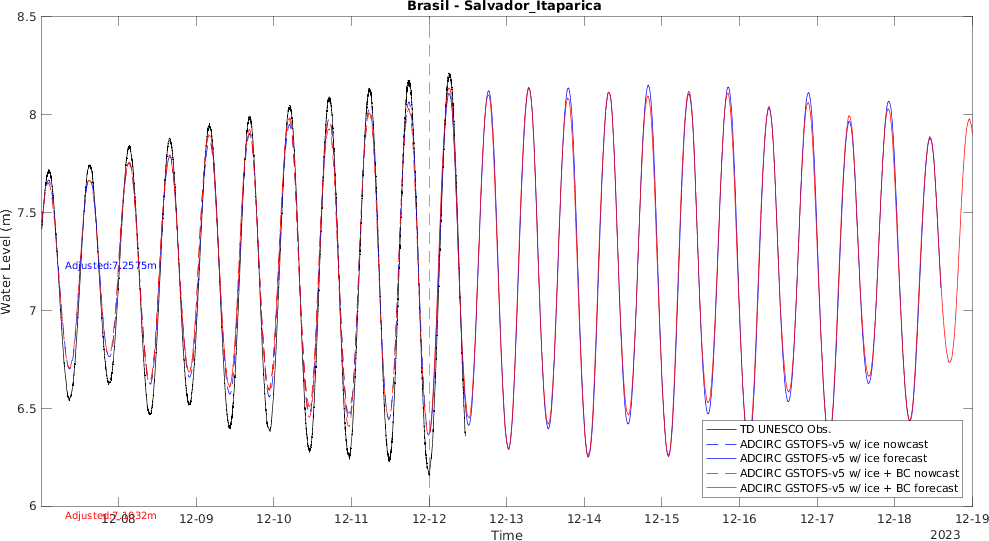 Brasil - Salvador_Itaparica
8.5
8
7.5
7
6.5
6
Water Level (m)
Adjusted:7.2575m
Adjusted:7.1932m
TD UNESCO Obs.
ADCIRC GSTOFS-v5 w/ ice nowcast
ADCIRC GSTOFS-v5 w/ ice forecast
ADCIRC GSTOFS-v5 w/ ice + BC nowcast
ADCIRC GSTOFS-v5 w/ ice + BC forecast
12-08 12-09 12-10 12-11 12-12 12-13 12-14 12-15 12-16 12-17 12-18 12-19
Time
2023